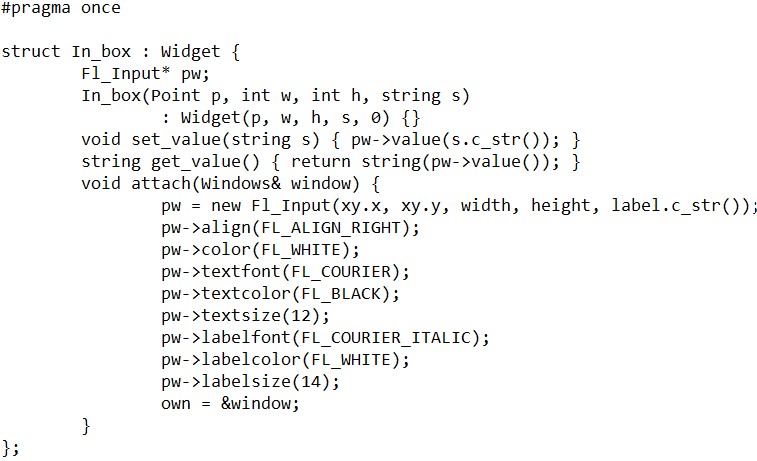 #pragma once
struct In_box : Widget {
Fl_Input* pw;
In_box(Point p, int w, int h, string s)
: Widget(p, w, h, s, 0) {}
void set_value(string s) { pw->value(s.c_str()); }
string get_value() { return string(pw->value()); }
void attach(Windows& window) {
pw = new Fl_Input(xy.x, xy.y, width, height, label.c_str());
pw->align(FL_ALIGN_RIGHT);
pw->color(FL_WHITE);
pw->textfont(FL_COURIER);
pw->textcolor(FL_BLACK);
pw->textsize(12);
pw->labelfont(FL_COURIER_ITALIC);
pw->labelcolor(FL_WHITE);
pw->labelsize(14);
own = &window;
}
};